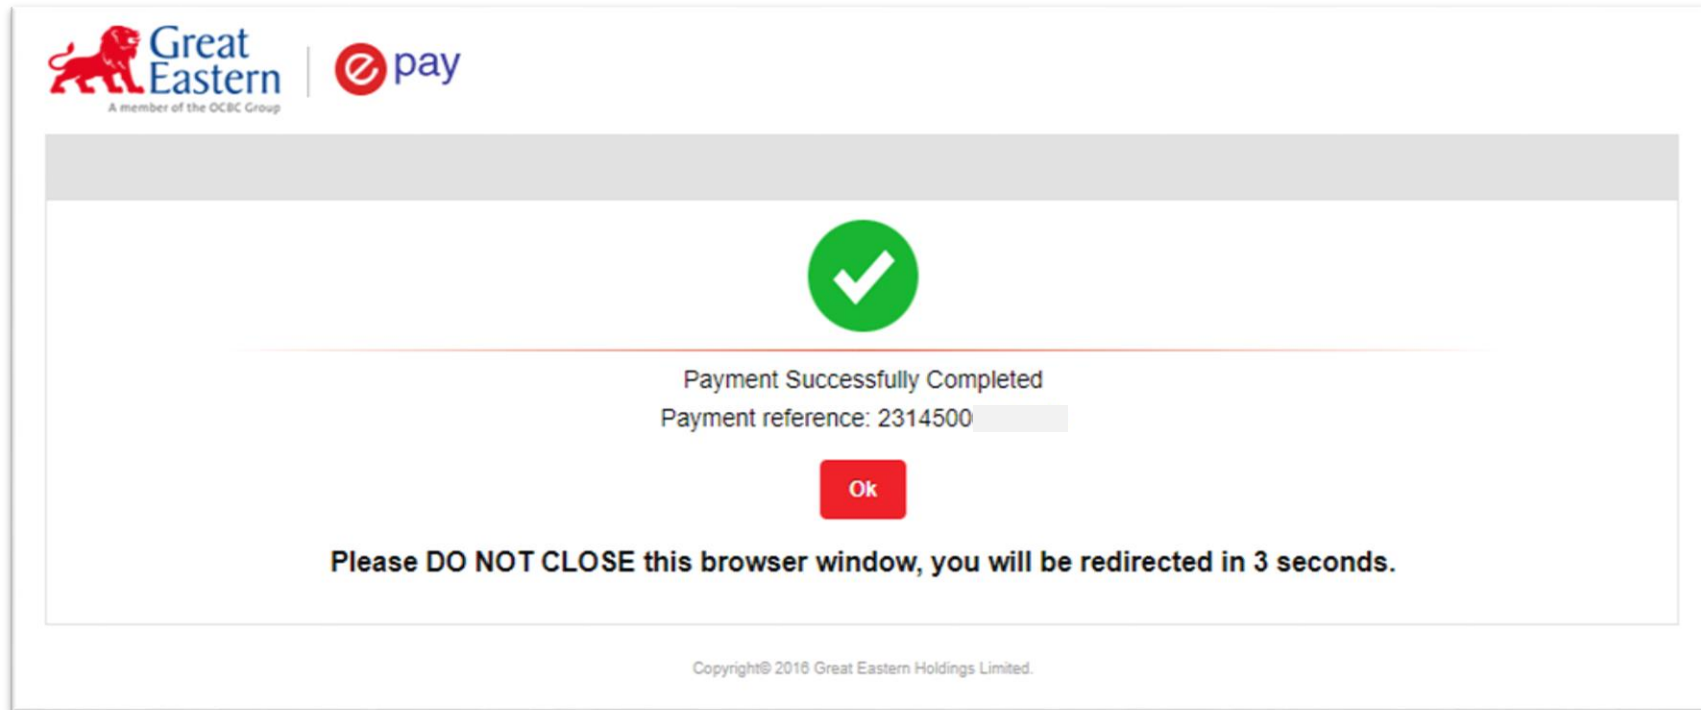 Great
Eastern
A member of the OCBC Group
e pay
Payment Successfully Completed
Payment reference: 2314500
Ok
Please DO NOT CLOSE this browser window, you will be redirected in 3 seconds.
Copyright© 2016 Great Eastern Holdings Limited.